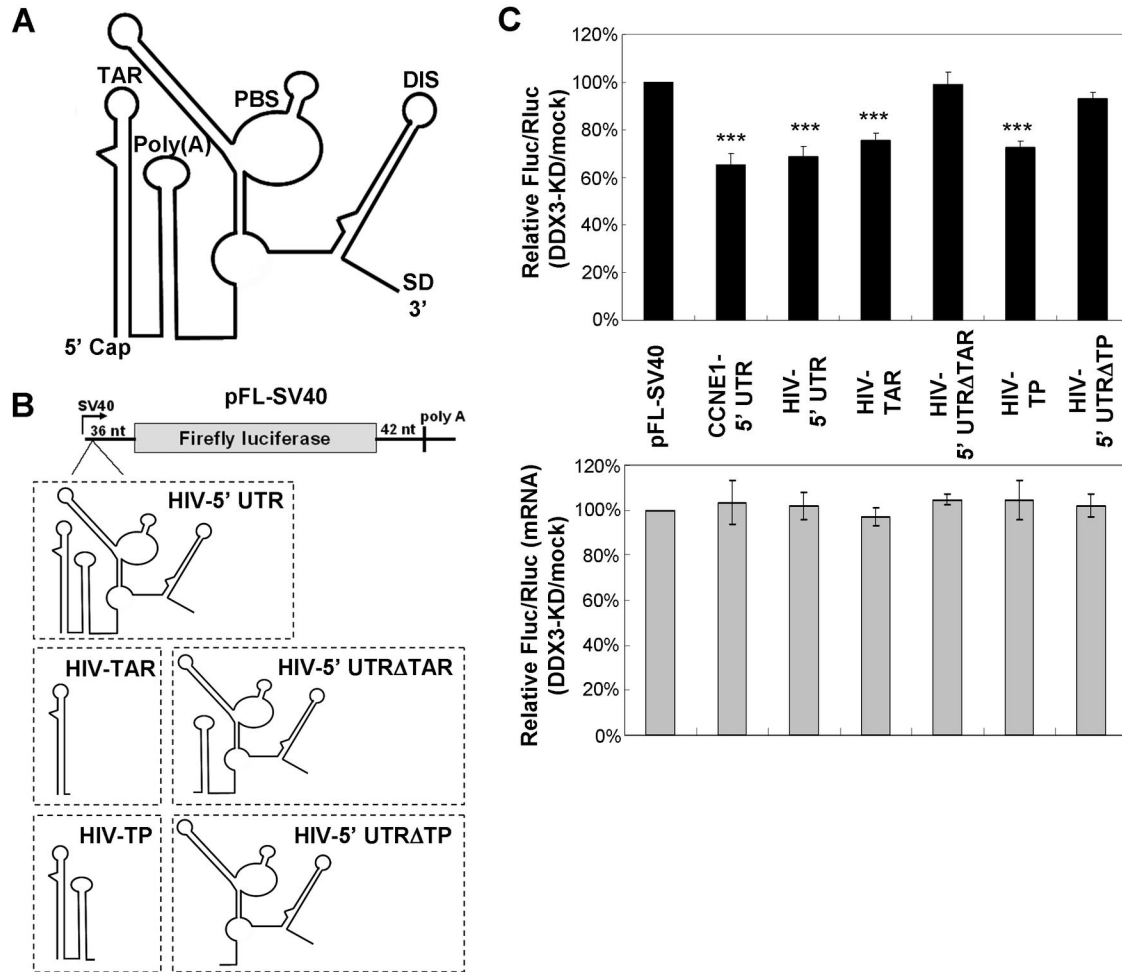 A
TAR
PBS
DIS
Poly(A)
SD
3’
5’ Cap
B
pFL-SV40
SV40
36 nt
Firefly luciferase
42 nt
poly A
HIV-5’ UTR
HIV-TAR
HIV-5’ UTRΔTAR
HIV-TP
HIV-5’ UTRΔTP
C
Relative Fluc/Rluc
(DDX3-KD/mock)
120%
100%
80%
60%
40%
20%
0%
***
***
***
***
pFL-SV40
CCNE1-
5’ UTR
HIV-
5’ UTR
HIV-
TAR
HIV-
5’ UTRΔTAR
HIV-
TP
HIV-
5’ UTRΔTP
Relative Fluc/Rluc (mRNA)
(DDX3-KD/mock)
120%
100%
80%
60%
40%
20%
0%